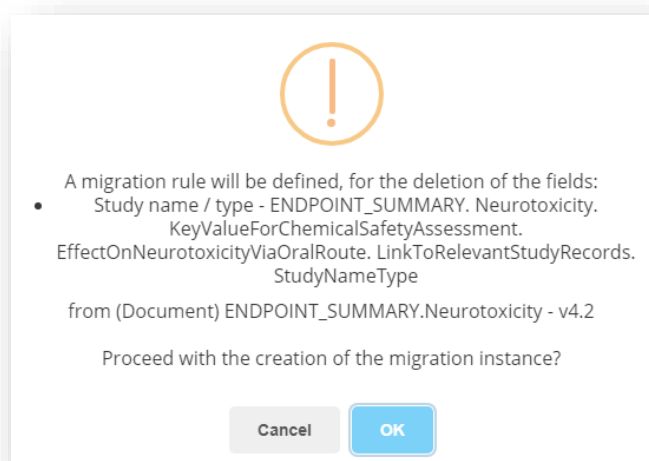 A migration rule will be defined, for the deletion of the fields:
• Study name / type - ENDPOINT_SUMMARY. Neurotoxicity.
KeyValueForChemicalSafetyAssessment.
EffectOnNeurotoxicityViaOralRoute. LinkToRelevantStudyRecords.
StudyNameType
from (Document) ENDPOINT_SUMMARY.Neurotoxicity - v4.2
Proceed with the creation of the migration instance?
Cancel
OK